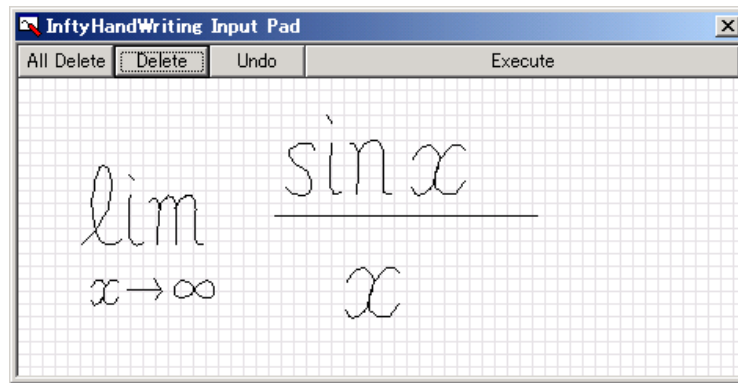 InftyHandWriting Input Pad
All Delete Delete Undo Execute
lim sin x / x
x→∞